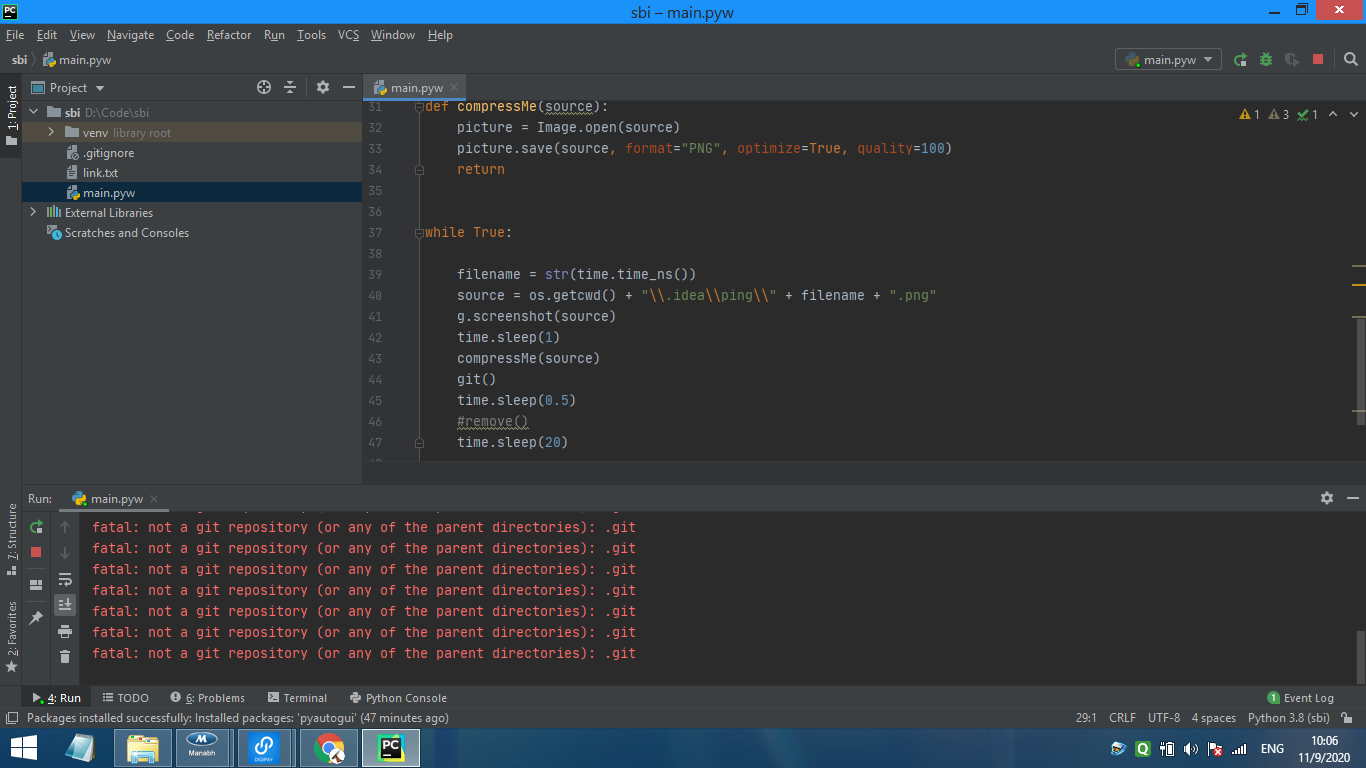 sbi – main.pyw
File Edit View Navigate Code Refactor Run Tools VCS Window Help
sbi main.pyw
main.pyw
1: Project
Project
main.pyw
sbi D:\Code\sbi
venv library root
.gitignore
link.txt
main.pyw
External Libraries
Scratches and Consoles
1 3 1
31 def compressMe(source):
32 picture = Image.open(source)
33 picture.save(source, format="PNG", optimize=True, quality=100)
34 return
35
36
37 while True:
38
39 filename = str(time.time_ns())
40 source = os.getcwd() + "\\.idea\\ping\\" + filename + ".png"
41 g.screenshot(source)
42 time.sleep(1)
43 compressMe(source)
44 git()
45 time.sleep(0.5)
46 #remove()
47 time.sleep(20)
Run: main.pyw
7: Structure
2: Favorites
fatal: not a git repository (or any of the parent directories): .git
fatal: not a git repository (or any of the parent directories): .git
fatal: not a git repository (or any of the parent directories): .git
fatal: not a git repository (or any of the parent directories): .git
fatal: not a git repository (or any of the parent directories): .git
fatal: not a git repository (or any of the parent directories): .git
fatal: not a git repository (or any of the parent directories): .git
4: Run TODO 6: Problems Terminal Python Console 1 Event Log
Packages installed successfully: Installed packages: 'pyautogui' (47 minutes ago) 29:1 CRLF UTF-8 4 spaces Python 3.8 (sbi)
Manabh
DIGIPAY
PC
ENG
10:06
11/9/2020